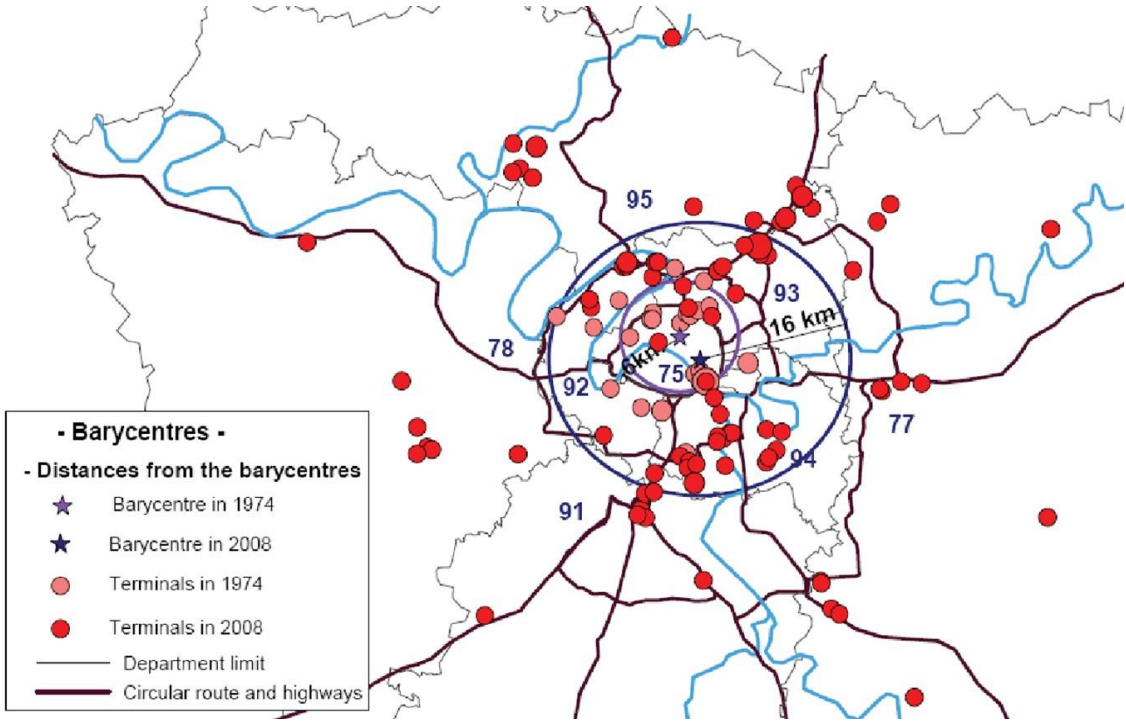 95
93
16 km
78
6km
75
92
77
94
91
- Barycentres -
- Distances from the barycentres
Barycentre in 1974
Barycentre in 2008
Terminals in 1974
Terminals in 2008
Department limit
Circular route and highways